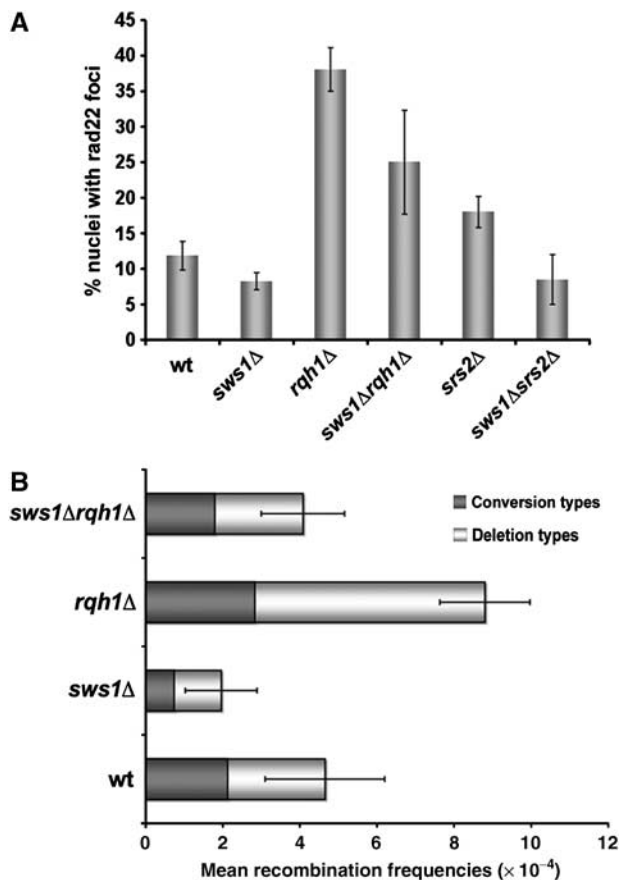 A
% nuclei with rad22 foci
45
40
35
30
25
20
15
10
5
0
wt
sws1Δ
rqh1Δ
sws1Δrqh1Δ
srs2Δ
sws1Δsrs2Δ
B
Conversion types
Deletion types
sws1Δrqh1Δ
rqh1Δ
sws1Δ
wt
0 2 4 6 8 10 12
Mean recombination frequencies (× 10⁻⁴)